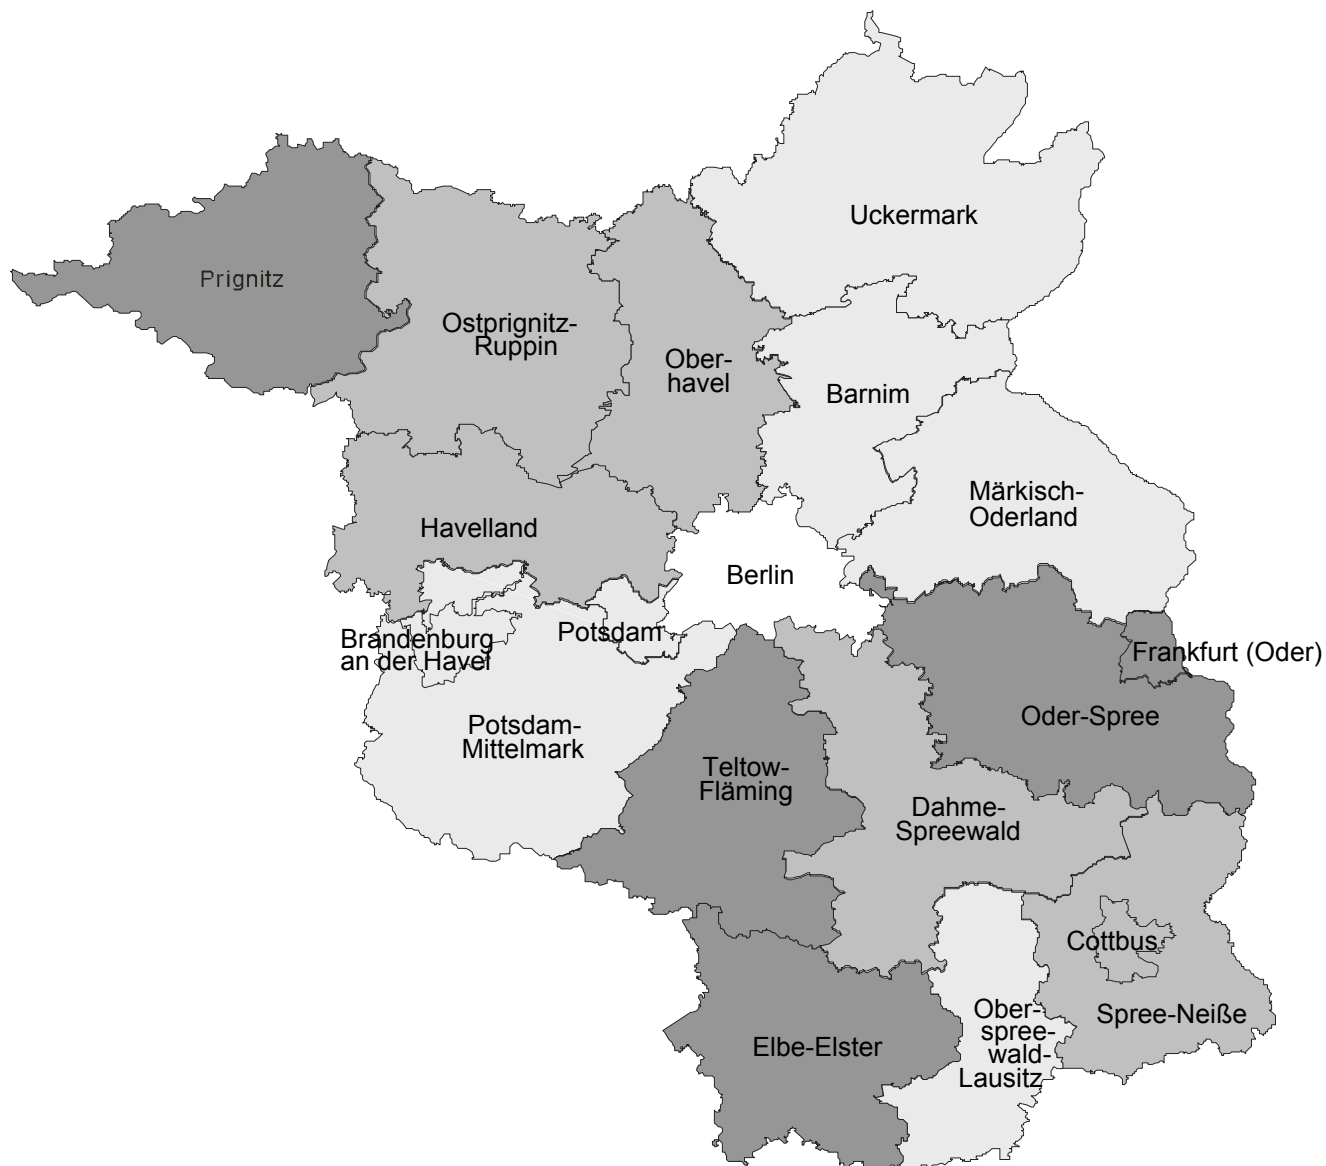 Uckermark
Prignitz
Ostprignitz-
Ruppin
Ober-
havel
Barnim
Märkisch-
Oderland
Havelland
Berlin
Brandenburg
an der Havel
Potsdam
Frankfurt (Oder)
Oder-Spree
Potsdam-
Mittelmark
Teltow-
Fläming
Dahme-
Spreewald
Cottbus
Spree-Neiße
Ober-
spree-
wald-
Lausitz
Elbe-Elster